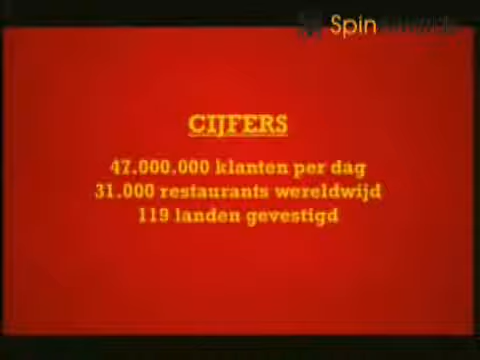 Spin
CIJFERS
47.000.000 klanten per dag
31.000 restaurants wereldwijd
119 landen gevestigd